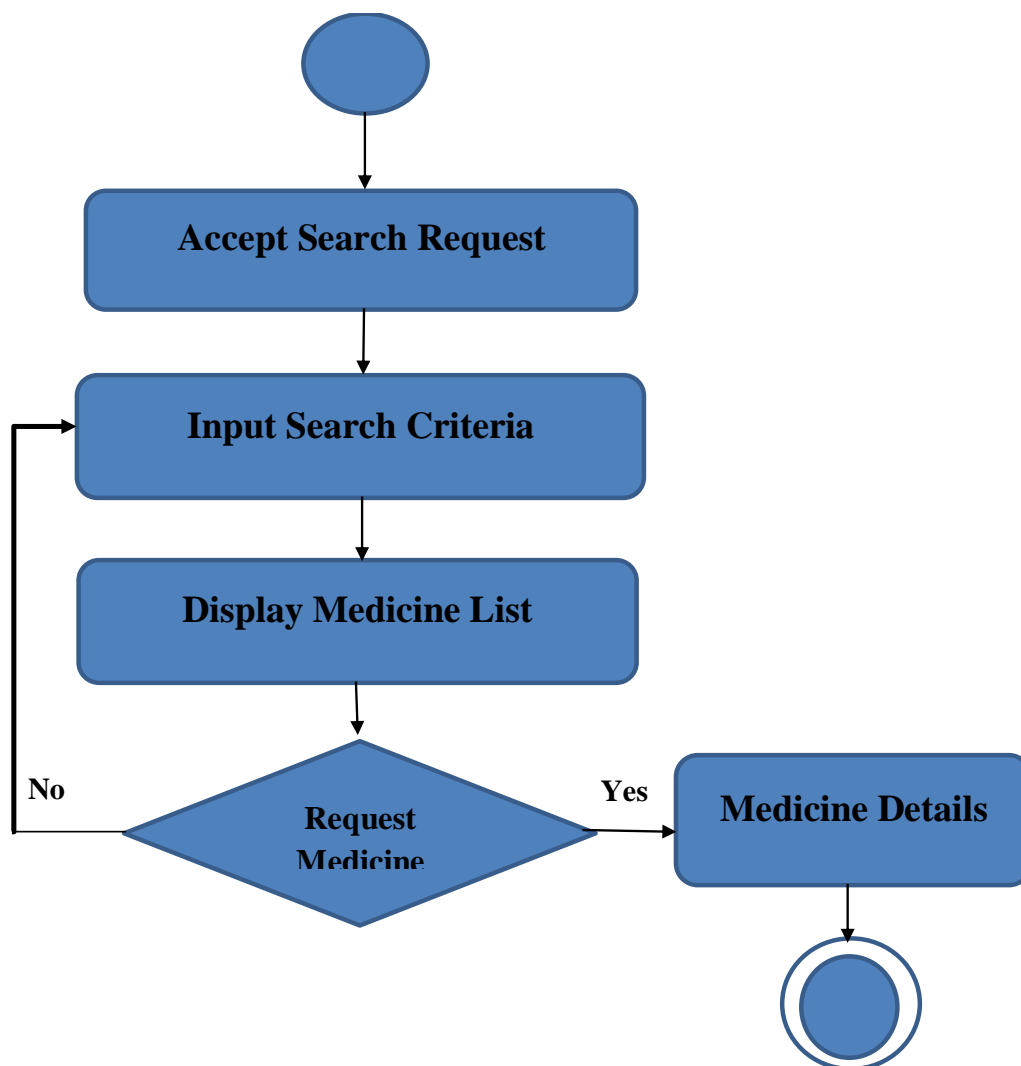 Accept Search Request
Input Search Criteria
Display Medicine List
No
Yes
Request
Medicine
Medicine Details